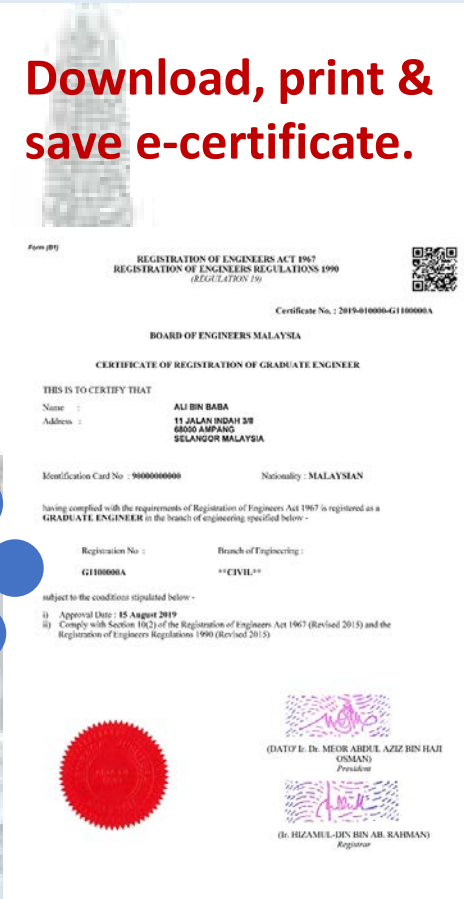 Download, print &
save e-certificate.
Form (B1)
REGISTRATION OF ENGINEERS ACT 1967
REGISTRATION OF ENGINEERS REGULATIONS 1990
(REGULATION 19)
Certificate No. : 2019-010000-G1100000A
BOARD OF ENGINEERS MALAYSIA
CERTIFICATE OF REGISTRATION OF GRADUATE ENGINEER
THIS IS TO CERTIFY THAT
Name : ALI BIN BABA
Address : 11 JALAN INDAH 3/8
68000 AMPANG
SELANGOR MALAYSIA
Identification Card No : 90000000000 Nationality : MALAYSIAN
having complied with the requirements of Registration of Engineers Act 1967 is registered as a
GRADUATE ENGINEER in the branch of engineering specified below -
Registration No : Branch of Engineering :
G1100000A **CIVIL**
subject to the conditions stipulated below -
i) Approval Date : 15 August 2019
ii) Comply with Section 10(2) of the Registration of Engineers Act 1967 (Revised 2015) and the
Registration of Engineers Regulations 1990 (Revised 2015)
(DATO' Ir. Dr. MEOR ABDUL AZIZ BIN HAJI
OSMAN)
President
(Ir. HIZAMUL-DIN BIN AB. RAHMAN)
Registrar